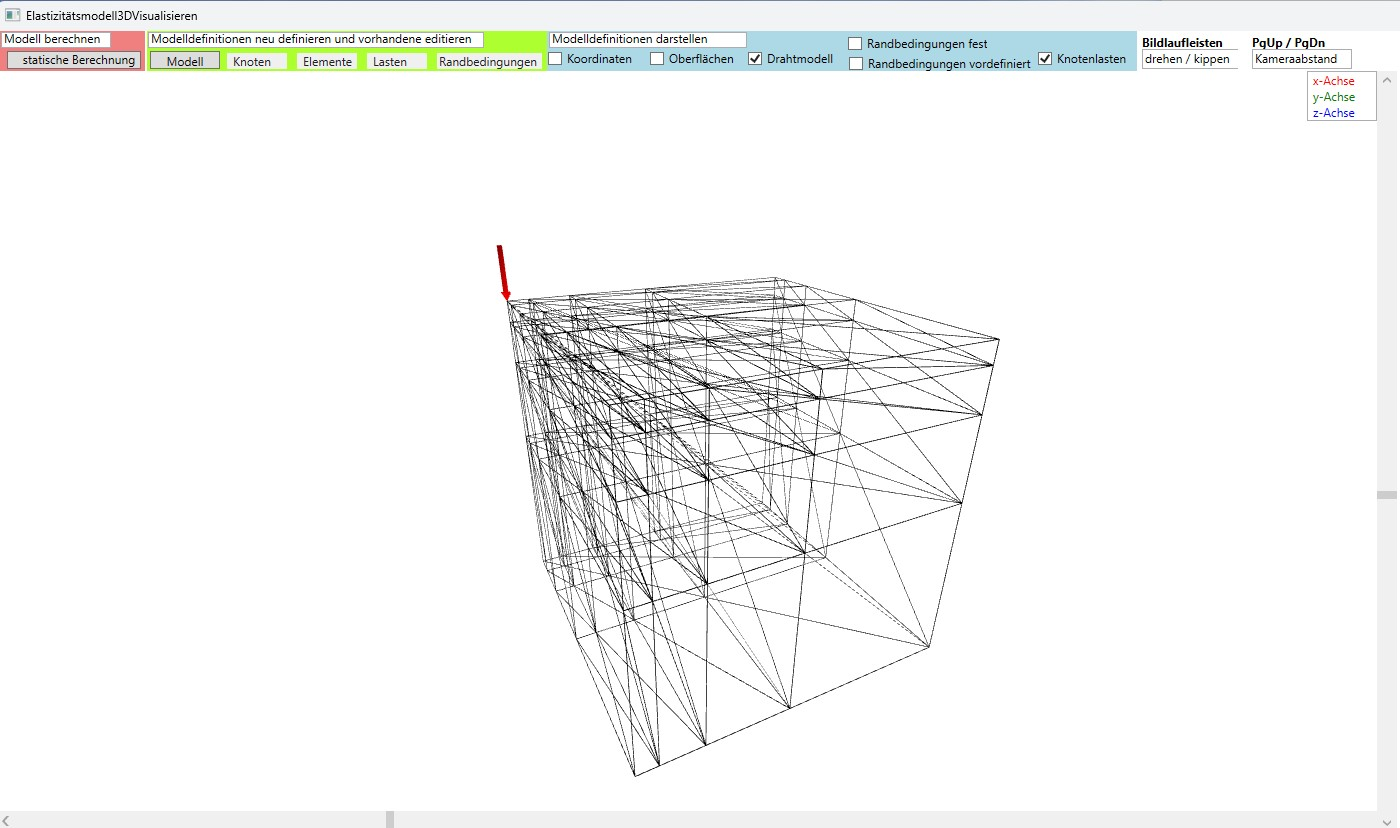 Elastizitätsmodell3DVisualisieren
Modell berechnen
statische Berechnung
Modelldefinitionen neu definieren und vorhandene editieren
Modell Knoten Elemente Lasten Randbedingungen
Modelldefinitionen darstellen
Koordinaten Oberflächen Drahtmodell
Randbedingungen fest
Randbedingungen vordefiniert
Knotenlasten
Bildlaufleisten
drehen / kippen
PgUp / PgDn
Kameraabstand
x-Achse
y-Achse
z-Achse